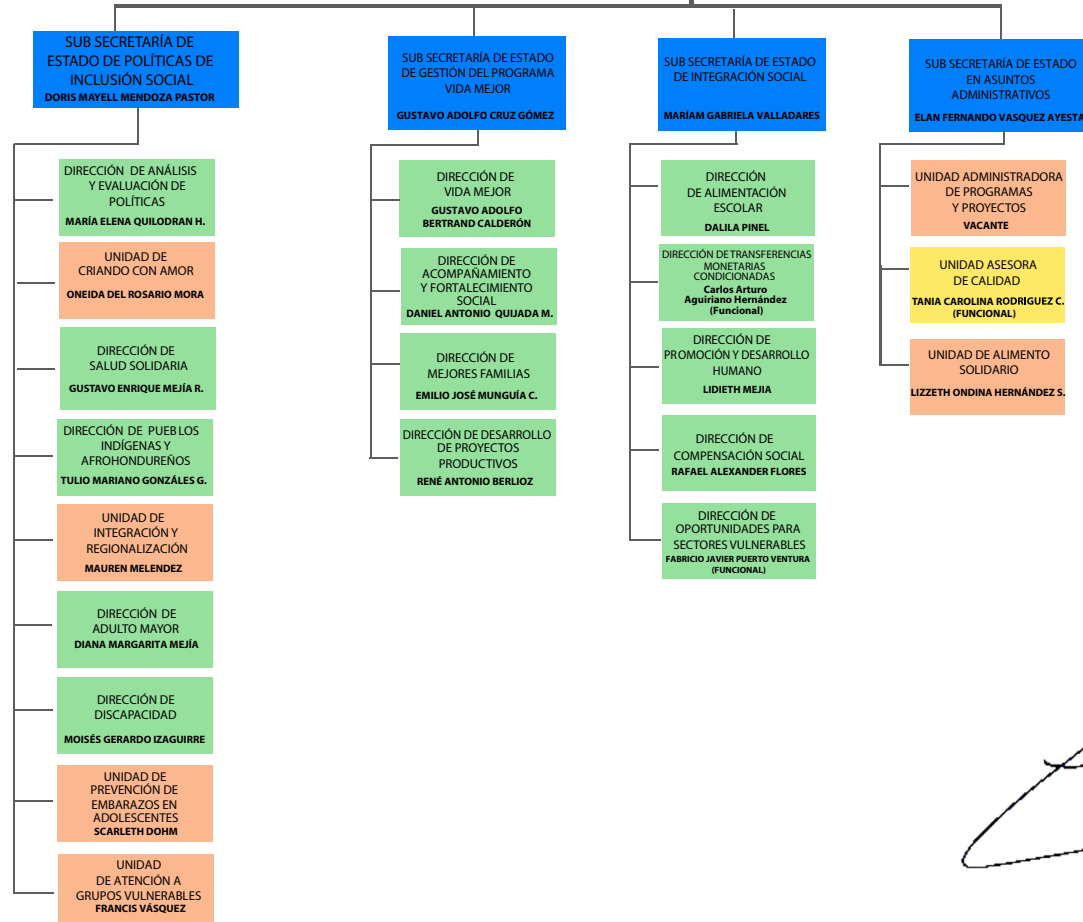 SUB SECRETARÍA DE
ESTADO DE POLÍTICAS DE
INCLUSIÓN SOCIAL
DORIS MAYELL MENDOZA PASTOR
DIRECCIÓN DE ANÁLISIS
Y EVALUACIÓN DE
POLÍTICAS
MARÍA ELENA QUILODRAN H.
UNIDAD DE
CRIANDO CON AMOR
ONEIDA DEL ROSARIO MORA
DIRECCIÓN DE
SALUD SOLIDARIA
GUSTAVO ENRIQUE MEJÍA R.
DIRECCIÓN DE PUEBLOS
INDÍGENAS Y
AFROHONDUREÑOS
TULIO MARIANO GONZÁLES G.
UNIDAD DE
INTEGRACIÓN Y
REGIONALIZACIÓN
MAUREN MELENDEZ
DIRECCIÓN DE
ADULTO MAYOR
DIANA MARGARITA MEJÍA
DIRECCIÓN DE
DISCAPACIDAD
MOISÉS GERARDO IZAGUIRRE
UNIDAD DE
PREVENCIÓN DE
EMBARAZOS EN
ADOLESCENTES
SCARLETH DOHM
UNIDAD
DE ATENCIÓN A
GRUPOS VULNERABLES
FRANCIS VÁSQUEZ
SUB SECRETARÍA DE ESTADO
DE GESTIÓN DEL PROGRAMA
VIDA MEJOR
GUSTAVO ADOLFO CRUZ GÓMEZ
DIRECCIÓN DE
VIDA MEJOR
GUSTAVO ADOLFO
BERTRAND CALDERÓN
DIRECCIÓN DE
ACOMPAÑAMIENTO
Y FORTALECIMIENTO
SOCIAL
DANIEL ANTONIO QUIJADA M.
DIRECCIÓN DE
MEJORES FAMILIAS
EMILIO JOSÉ MUNGUÍA C.
DIRECCIÓN DE DESARROLLO
DE PROYECTOS
PRODUCTIVOS
RENÉ ANTONIO BERLIOZ
SUB SECRETARÍA DE ESTADO
DE INTEGRACIÓN SOCIAL
MARÍAM GABRIELA VALLADARES
DIRECCIÓN
DE ALIMENTACIÓN
ESCOLAR
DALILA PINEL
DIRECCIÓN DE TRANSFERENCIAS
MONETARIAS
CONDICIONADAS
Carlos Arturo
Aguiriano Hernández
(Funcional)
DIRECCIÓN DE
PROMOCIÓN Y DESARROLLO
HUMANO
LIDIETH MEJIA
DIRECCIÓN DE
COMPENSACIÓN SOCIAL
RAFAEL ALEXANDER FLORES
DIRECCIÓN DE
OPORTUNIDADES PARA
SECTORES VULNERABLES
FABRICIO JAVIER PUERTO VENTURA
(FUNCIONAL)
SUB SECRETARÍA DE ESTADO
EN ASUNTOS
ADMINISTRATIVOS
ELAN FERNANDO VASQUEZ AYESTA
UNIDAD ADMINISTRADORA
DE PROGRAMAS
Y PROYECTOS
VACANTE
UNIDAD ASESORA
DE CALIDAD
TANIA CAROLINA RODRIGUEZ C.
(FUNCIONAL)
UNIDAD DE ALIMENTO
SOLIDARIO
LIZZETH ONDINA HERNÁNDEZ S.